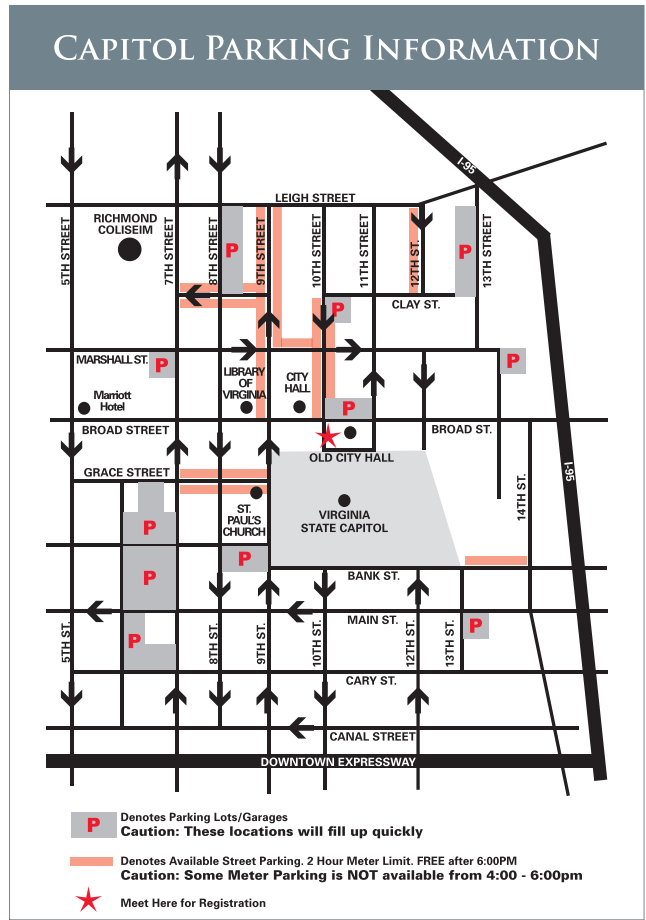 CAPITOL PARKING INFORMATION
I-95
LEIGH STREET
5TH STREET
RICHMOND
COLISEIM
7TH STREET
8TH STREET
P
9TH STREET
10TH STREET
11TH STREET
12TH ST.
P
13TH STREET
P
CLAY ST.
MARSHALL ST.
P
LIBRARY
OF
VIRGINIA
CITY
HALL
P
Marriott
Hotel
P
BROAD STREET
BROAD ST.
OLD CITY HALL
GRACE STREET
I-95
14TH ST.
ST.
PAUL'S
CHURCH
VIRGINIA
STATE CAPITOL
P
P
P
BANK ST.
MAIN ST.
5TH ST.
P
8TH ST.
9TH ST.
10TH ST.
12TH ST.
13TH ST.
P
CARY ST.
CANAL STREET
DOWNTOWN EXPRESSWAY
P
Denotes Parking Lots/Garages
Caution: These locations will fill up quickly
Denotes Available Street Parking. 2 Hour Meter Limit. FREE after 6:00PM
Caution: Some Meter Parking is NOT available from 4:00 - 6:00pm
Meet Here for Registration